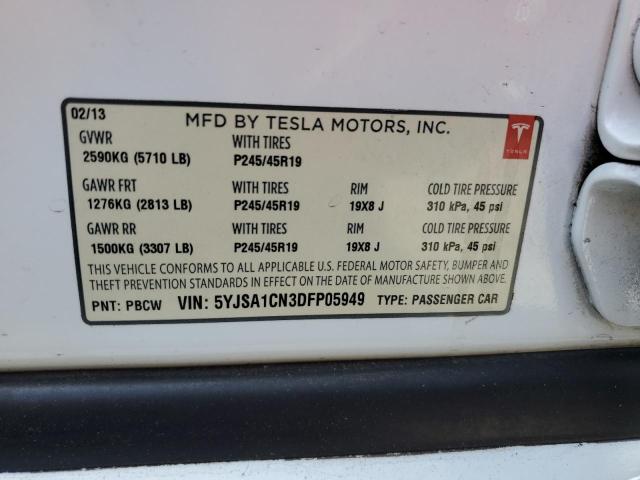 02/13
MFD BY TESLA MOTORS, INC.
TESLA
GVWR WITH TIRES
2590KG (5710 LB) P245/45R19
GAWR FRT WITH TIRES RIM COLD TIRE PRESSURE
1276KG (2813 LB) P245/45R19 19X8 J 310 kPa, 45 psi
GAWR RR WITH TIRES RIM COLD TIRE PRESSURE
1500KG (3307 LB) P245/45R19 19X8 J 310 kPa, 45 psi
THIS VEHICLE CONFORMS TO ALL APPLICABLE U.S. FEDERAL MOTOR SAFETY, BUMPER AND
THEFT PREVENTION STANDARDS IN EFFECT ON THE DATE OF MANUFACTURE SHOWN ABOVE.
PNT: PBCW VIN: 5YJSA1CN3DFP05949 TYPE: PASSENGER CAR